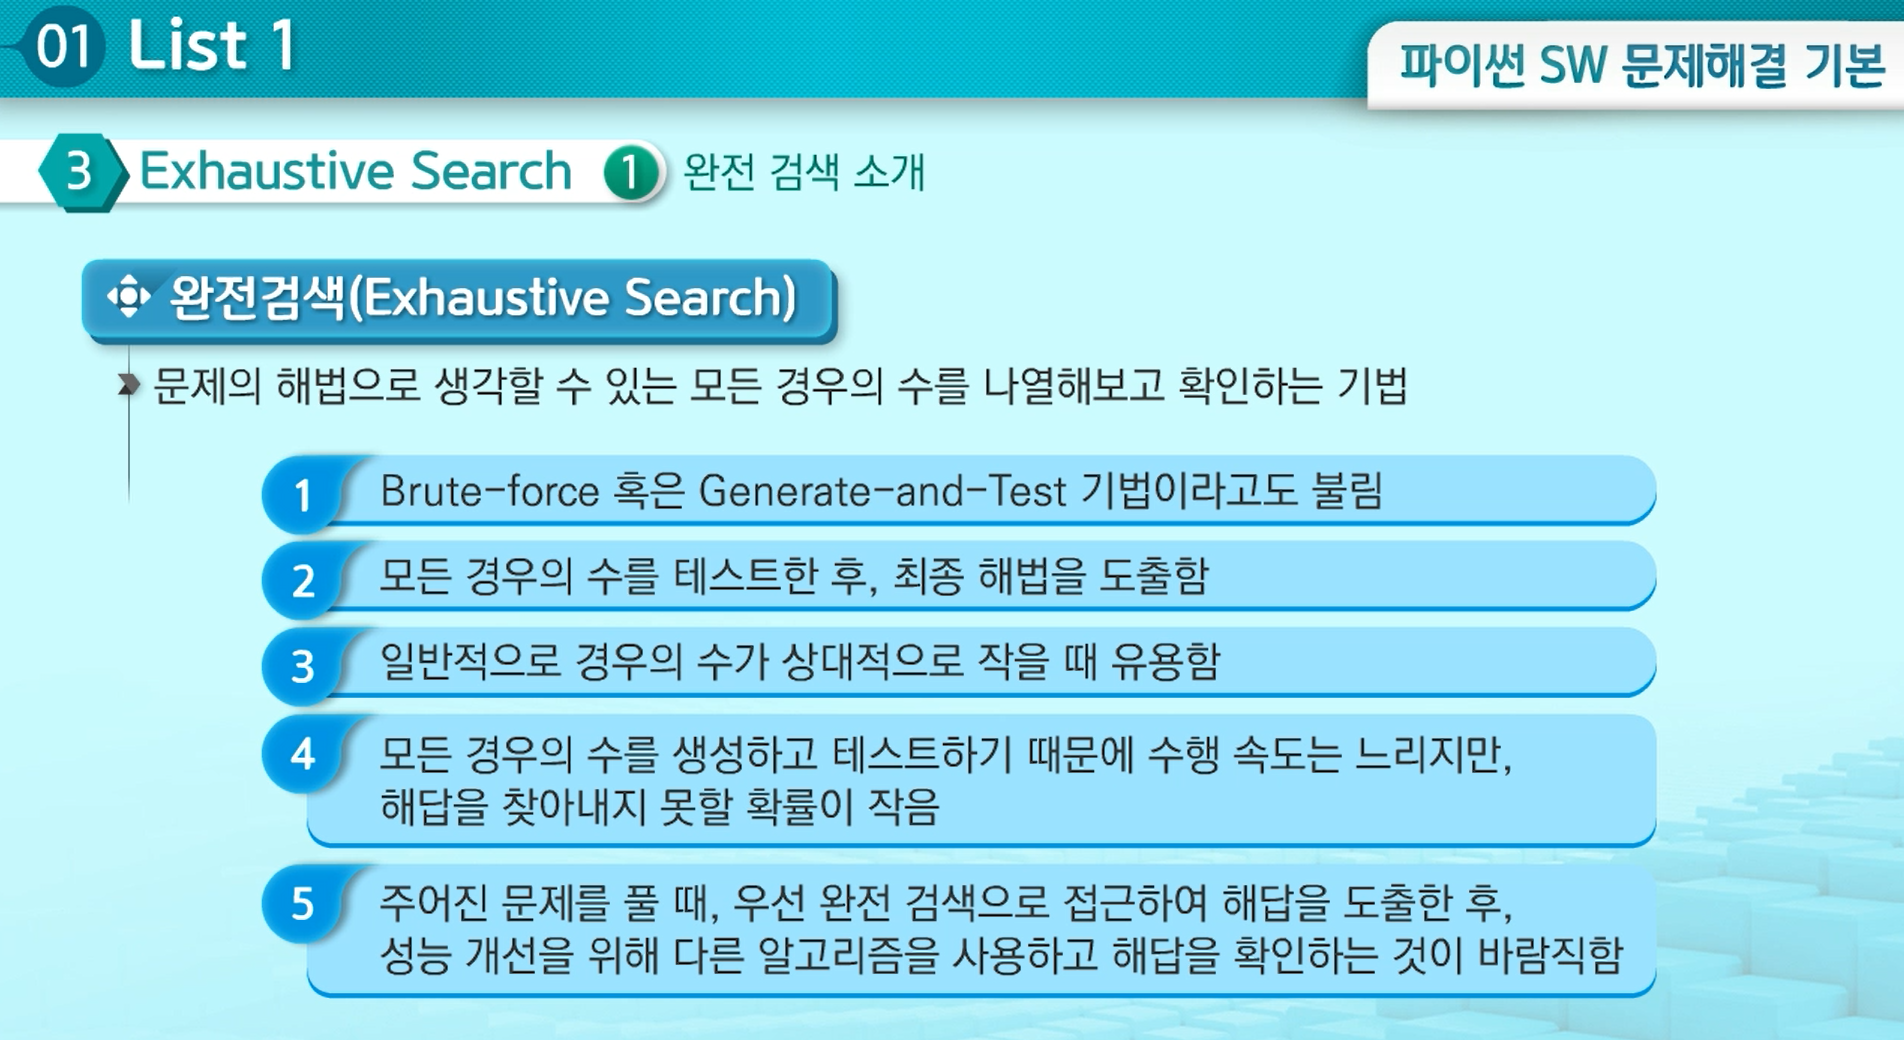 01 List 1
파이썬 SW 문제해결 기본
3 Exhaustive Search 1 완전 검색 소개
완전검색(Exhaustive Search)
문제의 해법으로 생각할 수 있는 모든 경우의 수를 나열해보고 확인하는 기법
1 Brute-force 혹은 Generate-and-Test 기법이라고도 불림
2 모든 경우의 수를 테스트한 후, 최종 해법을 도출함
3 일반적으로 경우의 수가 상대적으로 작을 때 유용함
4 모든 경우의 수를 생성하고 테스트하기 때문에 수행 속도는 느리지만,
해답을 찾아내지 못할 확률이 작음
5 주어진 문제를 풀 때, 우선 완전 검색으로 접근하여 해답을 도출한 후,
성능 개선을 위해 다른 알고리즘을 사용하고 해답을 확인하는 것이 바람직함